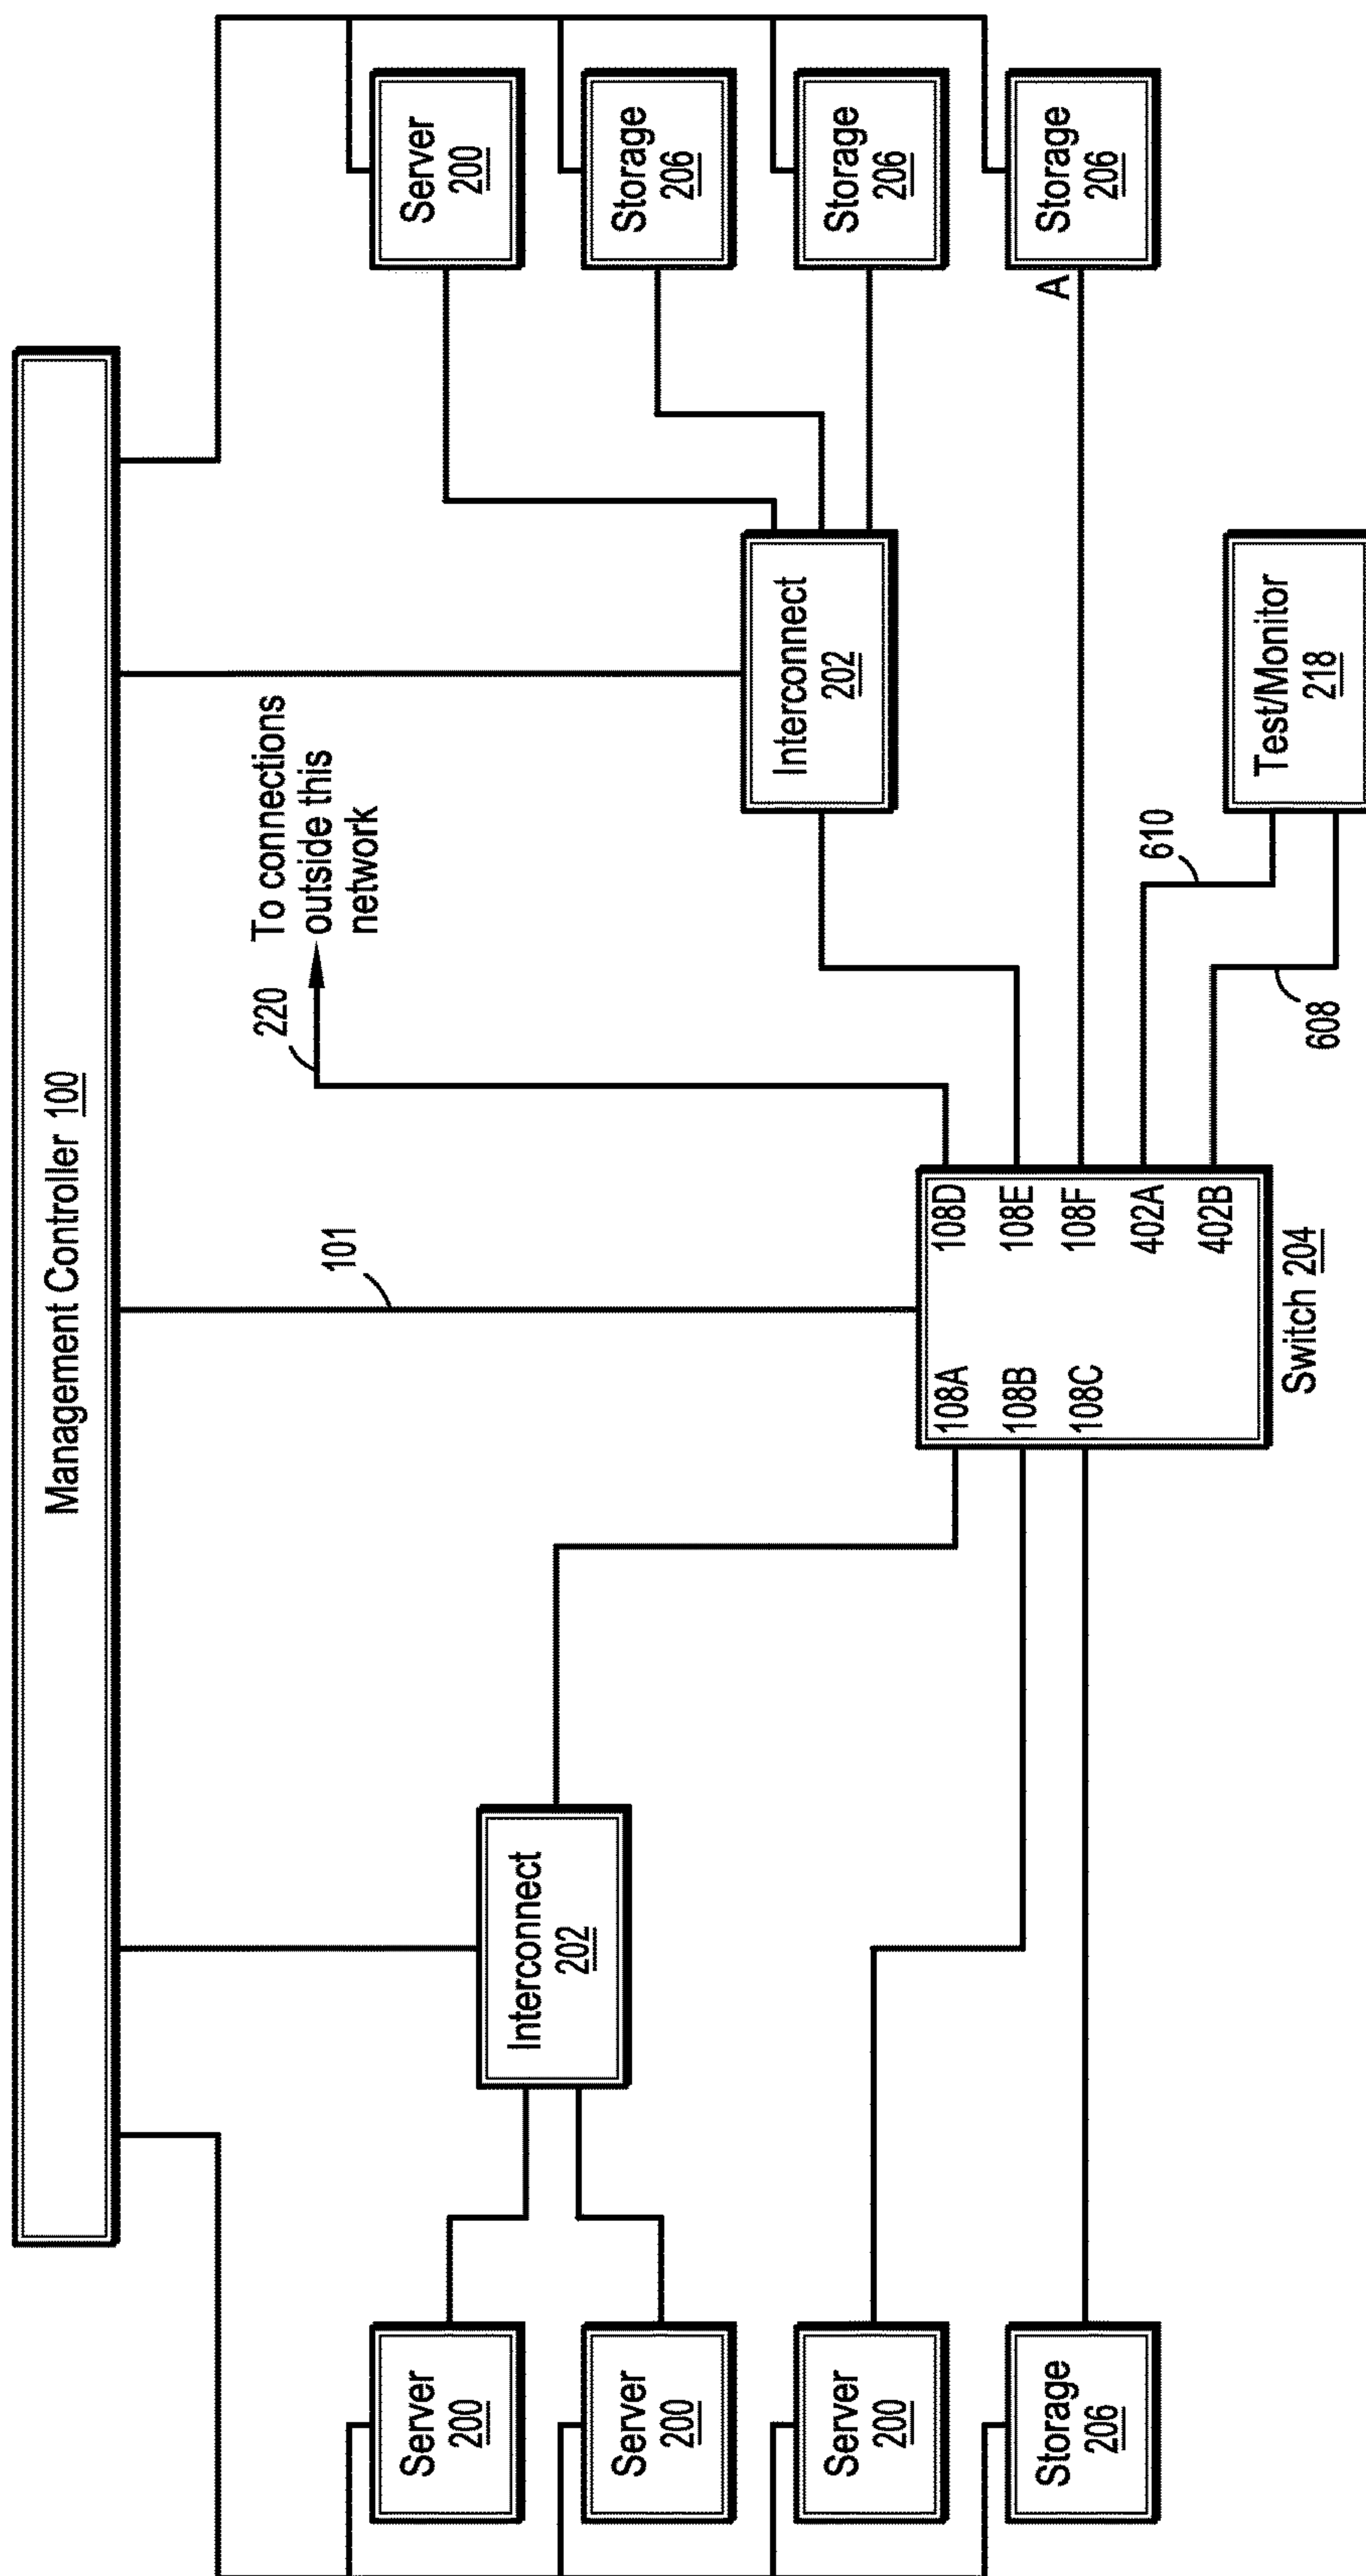 Management Controller 100
101
220
To connections
outside this
network
Server
200
Server
200
Server
200
Storage
206
Interconnect
202
108A
108B
108C
108D
108E
108F
402A
402B
Switch 204
Interconnect
202
610
608
Test/Monitor
218
Server
200
Storage
206
Storage
206
A
Storage
206